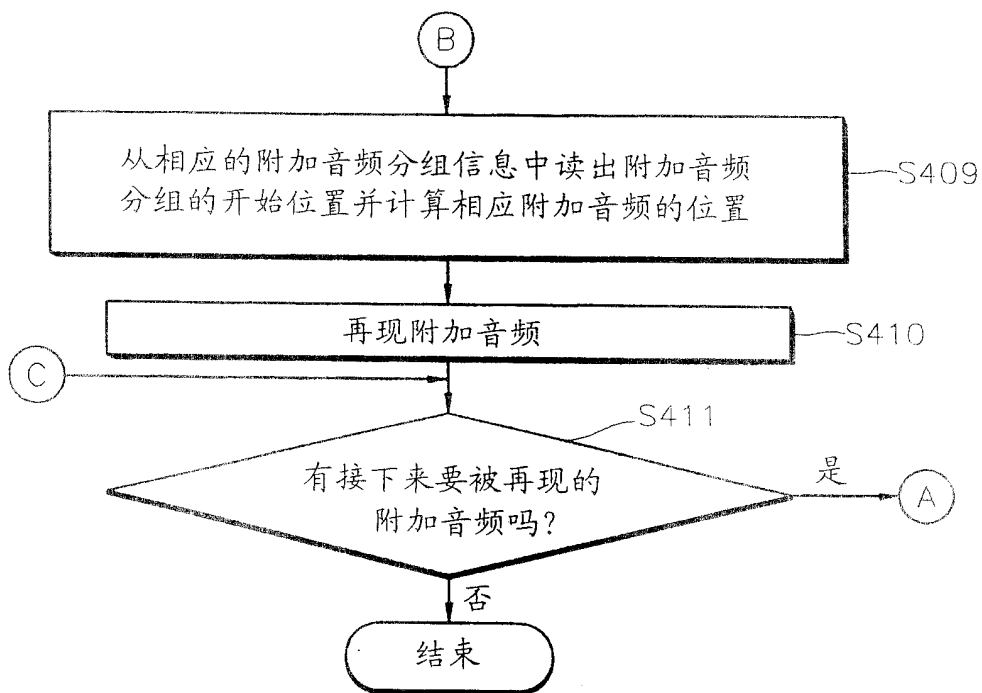 B
从相应的附加音频分组信息中读出附加音频
分组的开始位置并计算相应附加音频的位置
S409
再现附加音频
S410
C
S411
有接下来要被再现的
附加音频吗?
是
A
否
结束